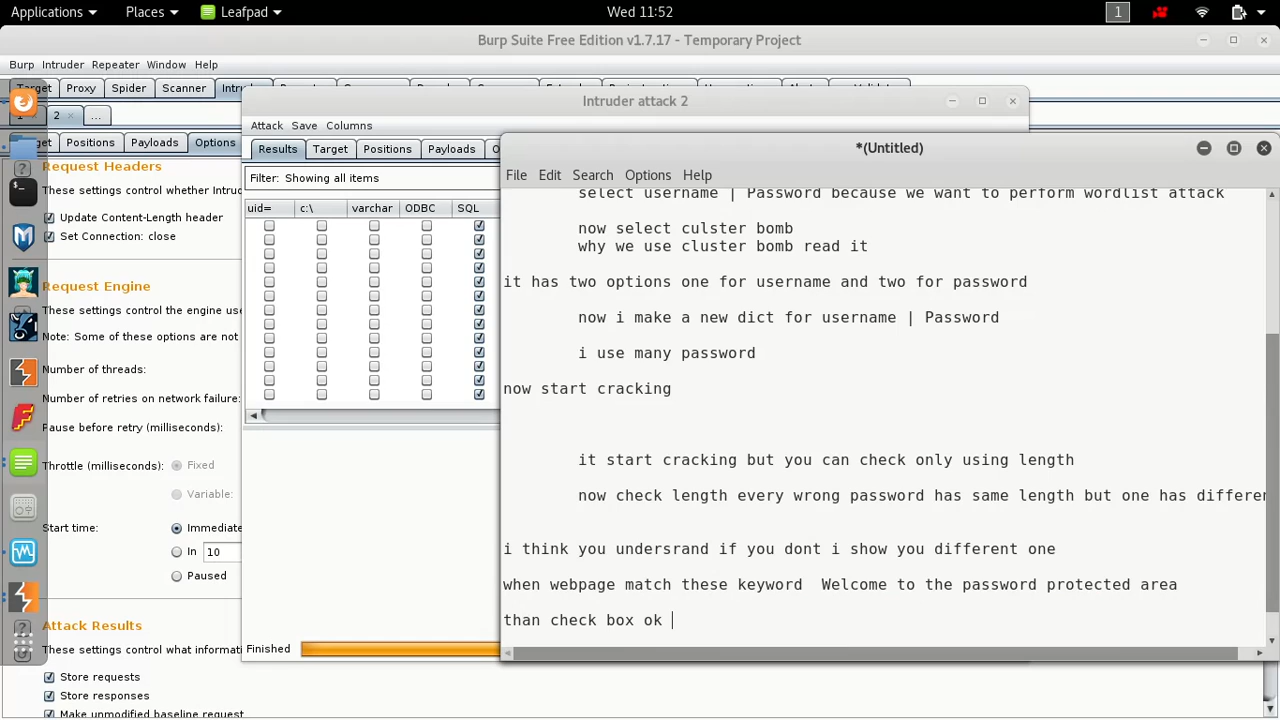 Applications
Places
Leafpad
Wed 11:52
1
Burp Suite Free Edition v1.7.17 - Temporary Project
Burp Intruder Repeater Window Help
Proxy Spider Scanner
Intruder attack 2
2 ...
Attack Save Columns
Positions Payloads Options
Results Target Positions Payloads
*(Untitled)
Request Headers
These settings control whether
Filter: Showing all items
File Edit Search Options Help
Update Content-Length header
Set Connection: close
uid= c:\ varchar ODBC SQL
Request Engine
These settings control the engine
Note: Some of these options are not
Number of threads:
Number of retries on network failure:
Pause before retry (milliseconds):
Throttle (milliseconds): Fixed
Variable:
Start time: Immediate
In 10
Paused
Finished
Attack Results
These settings control what
Store requests
Store responses
Make unmodified baseline request
select username | Password because we want to perform wordlist attack
now select culster bomb
why we use cluster bomb read it
it has two options one for username and two for password
now i make a new dict for username | Password
i use many password
now start cracking
it start cracking but you can check only using length
now check length every wrong password has same length but one has
i think you undersrand if you dont i show you different one
when webpage match these keyword  Welcome to the password protected area
than check box ok